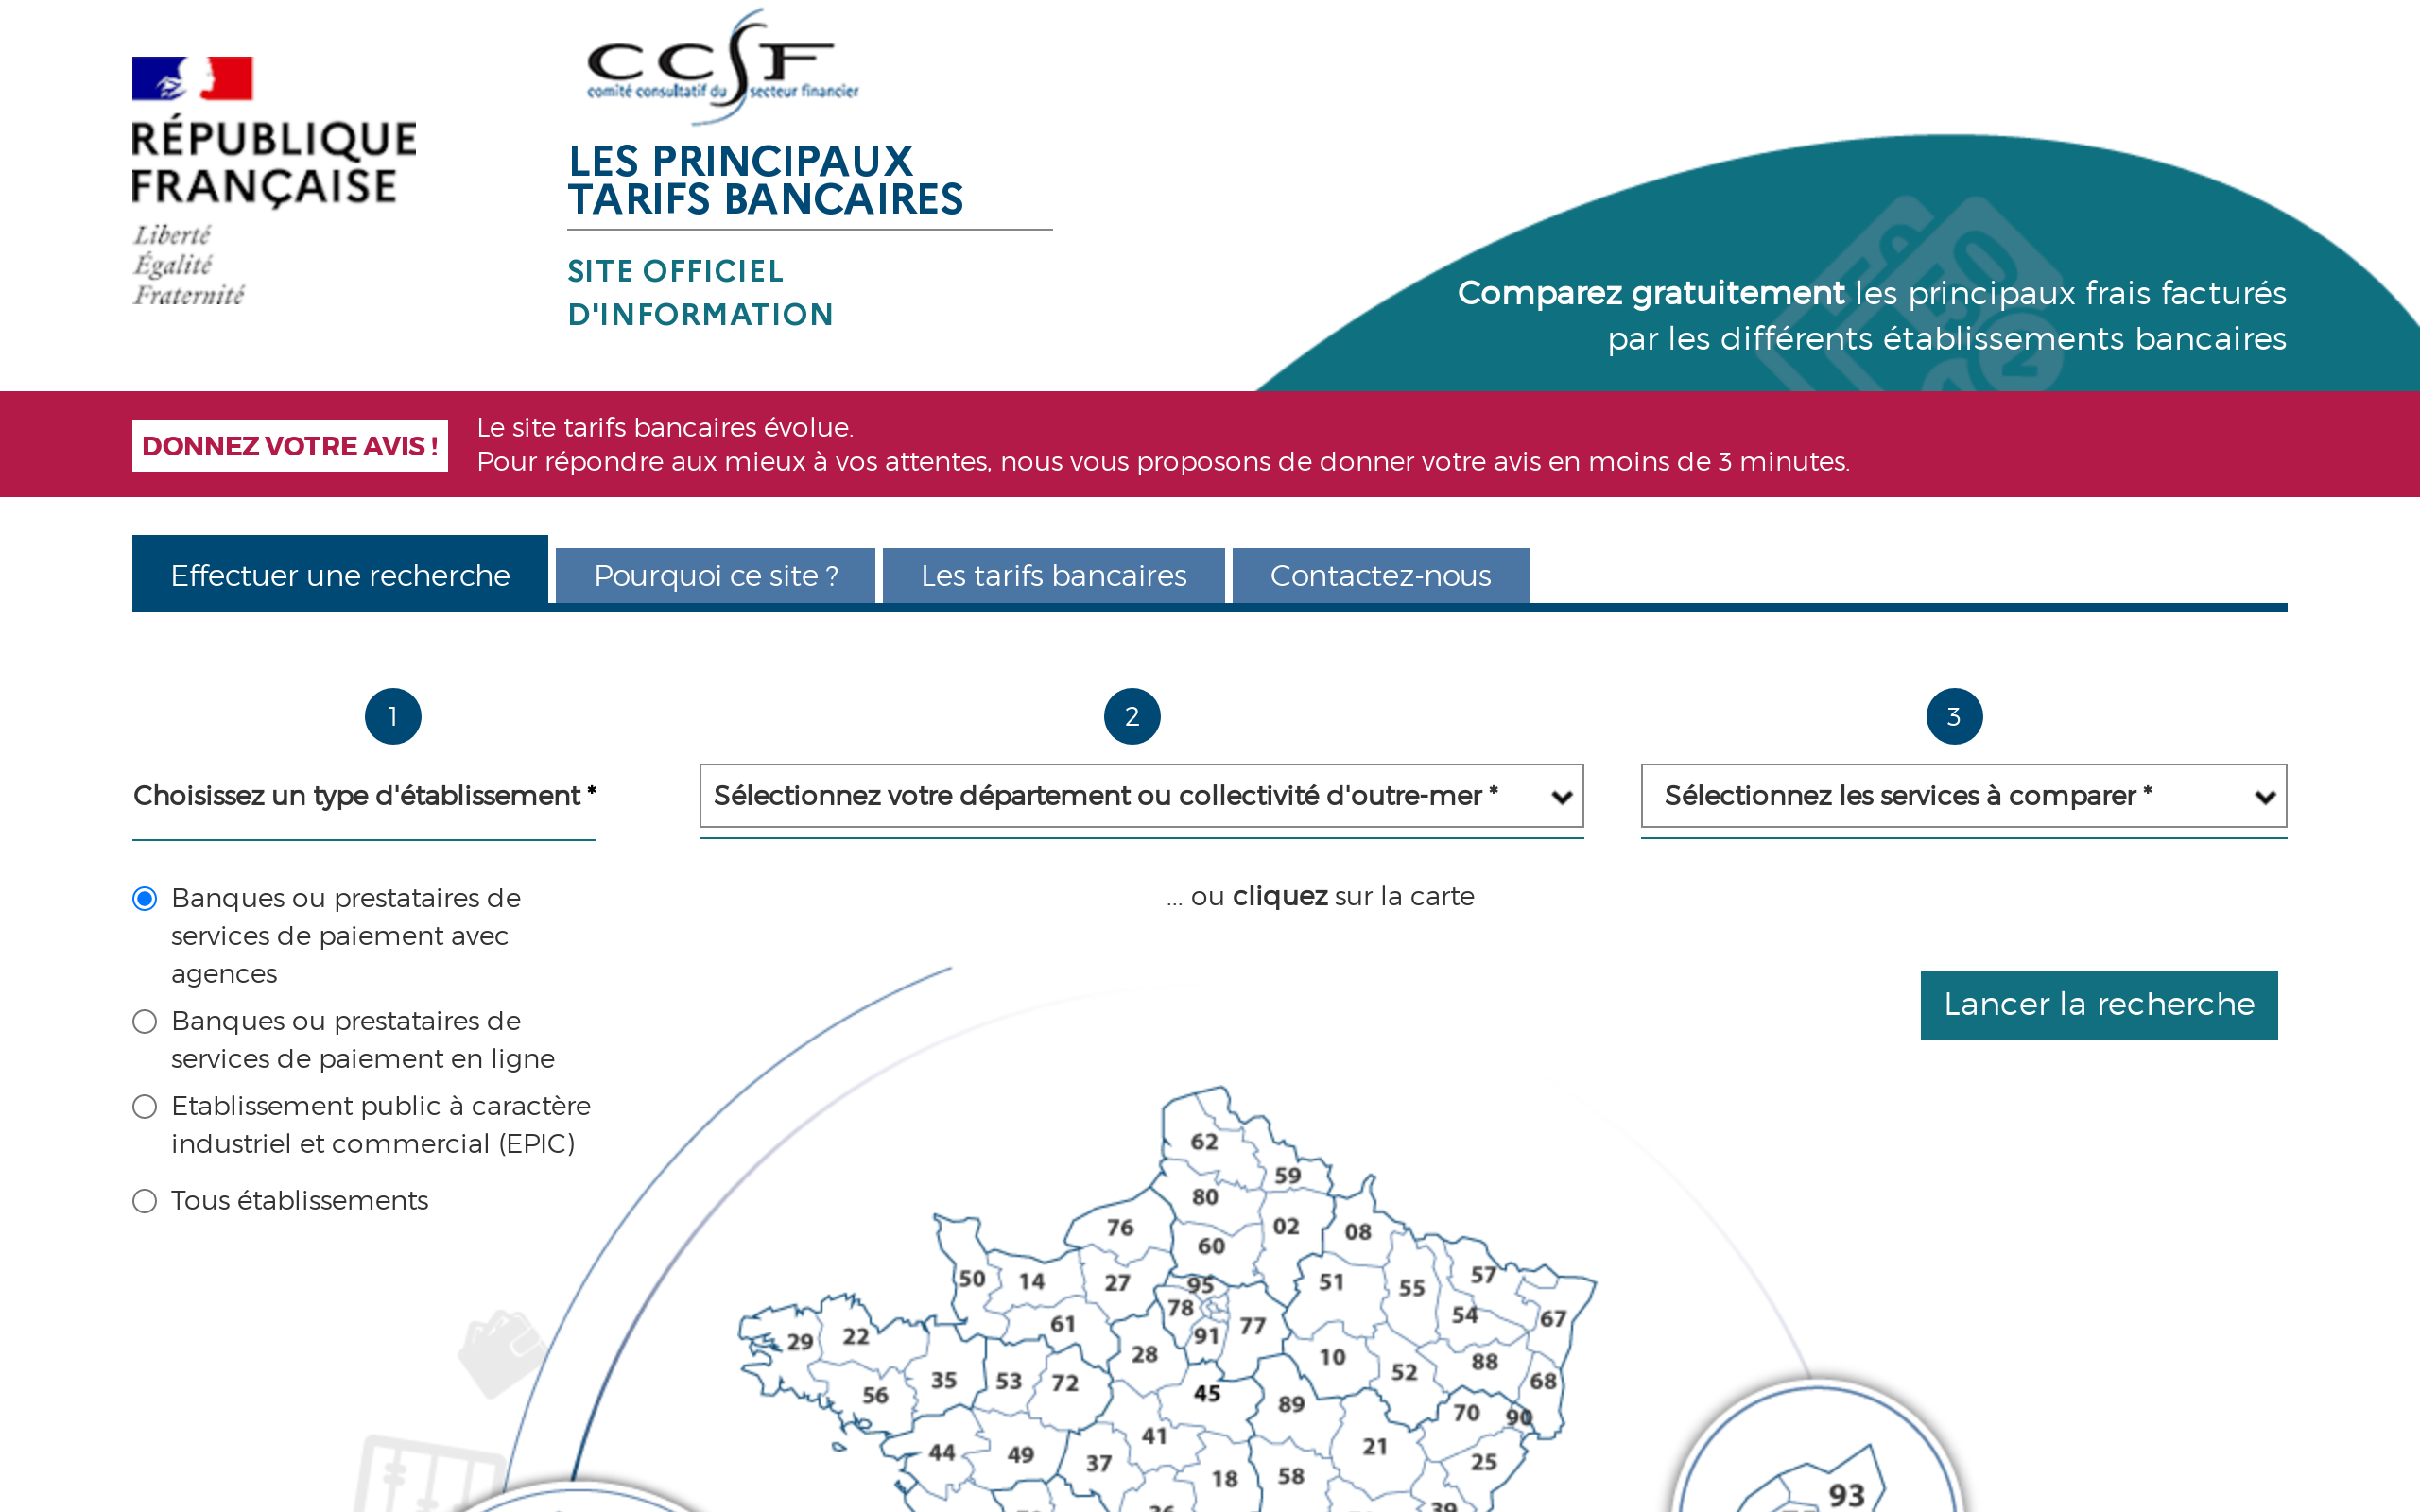 RÉPUBLIQUE
FRANÇAISE
Liberté
Égalité
Fraternité
CCSF
comité consultatif du secteur financier
LES PRINCIPAUX
TARIFS BANCAIRES
SITE OFFICIEL
D'INFORMATION
Comparez gratuitement les principaux frais facturés
par les différents établissements bancaires
DONNEZ VOTRE AVIS !
Le site tarifs bancaires évolue.
Pour répondre aux mieux à vos attentes, nous vous proposons de donner votre avis en moins de 3 minutes.
Effectuer une recherche
Pourquoi ce site ?
Les tarifs bancaires
Contactez-nous
1
Choisissez un type d'établissement *
Banques ou prestataires de
services de paiement avec
agences
Banques ou prestataires de
services de paiement en ligne
Etablissement public à caractère
industriel et commercial (EPIC)
Tous établissements
2
Sélectionnez votre département ou collectivité d'outre-mer *
... ou cliquez sur la carte
3
Sélectionnez les services à comparer *
Lancer la recherche
62
59
80
76
02
08
60
50
14
27
95
51
55
57
78
61
91
77
54
67
29
22
28
10
52
88
35
53
72
45
68
56
89
70
90
41
21
44
49
37
25
18
58
39
93